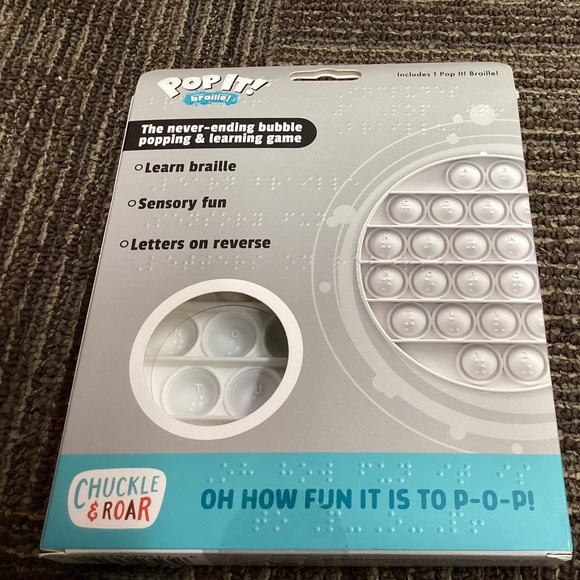 POP IT!
braille!
Includes 1 Pop It! Braille!
The never-ending bubble
popping & learning game
Learn braille
Sensory fun
Letters on reverse
CHUCKLE
& ROAR
OH HOW FUN IT IS TO P-O-P!